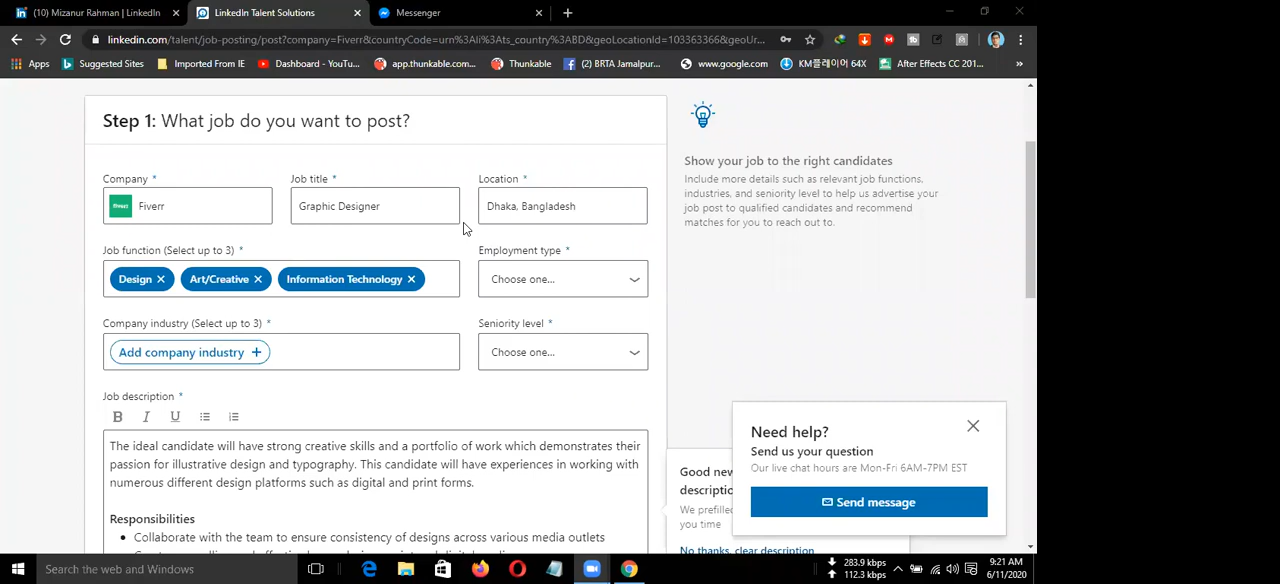 (10) Mizanur Rahman | LinkedIn
LinkedIn Talent Solutions
Messenger
linkedin.com/talent/job-posting/post?company=Fiverr&countryCode=urn%3Ali%3Ats_country%3ABD&geoLocationId=103363366&geoU...
Apps
Suggested Sites
Imported From IE
Dashboard - YouTu...
app.thunkable.com...
Thunkable
(2) BRTA Jamalpur...
www.google.com
KM플레이어 64X
After Effects CC 201...
»
Step 1: What job do you want to post?
Company *
Job title *
Location *
fiverr
Fiverr
Graphic Designer
Dhaka, Bangladesh
Job function (Select up to 3) *
Employment type *
Design ×
Art/Creative ×
Information Technology ×
Choose one...
Company industry (Select up to 3) *
Seniority level *
Add company industry +
Choose one...
Job description *
B I U
The ideal candidate will have strong creative skills and a portfolio of work which demonstrates their
passion for illustrative design and typography. This candidate will have experiences in working with
numerous different design platforms such as digital and print forms.
Responsibilities
• Collaborate with the team to ensure consistency of designs across various media outlets
Show your job to the right candidates
Include more details such as relevant job functions,
industries, and seniority level to help us advertise your
job post to qualified candidates and recommend
matches for you to reach out to.
Good new
description
We prefilled
you time
No thanks, clear description
Need help?
Send us your question
Our live chat hours are Mon-Fri 6AM-7PM EST
Send message
Search the web and Windows
283.9 kbps
112.3 kbps
9:21 AM
6/11/2020